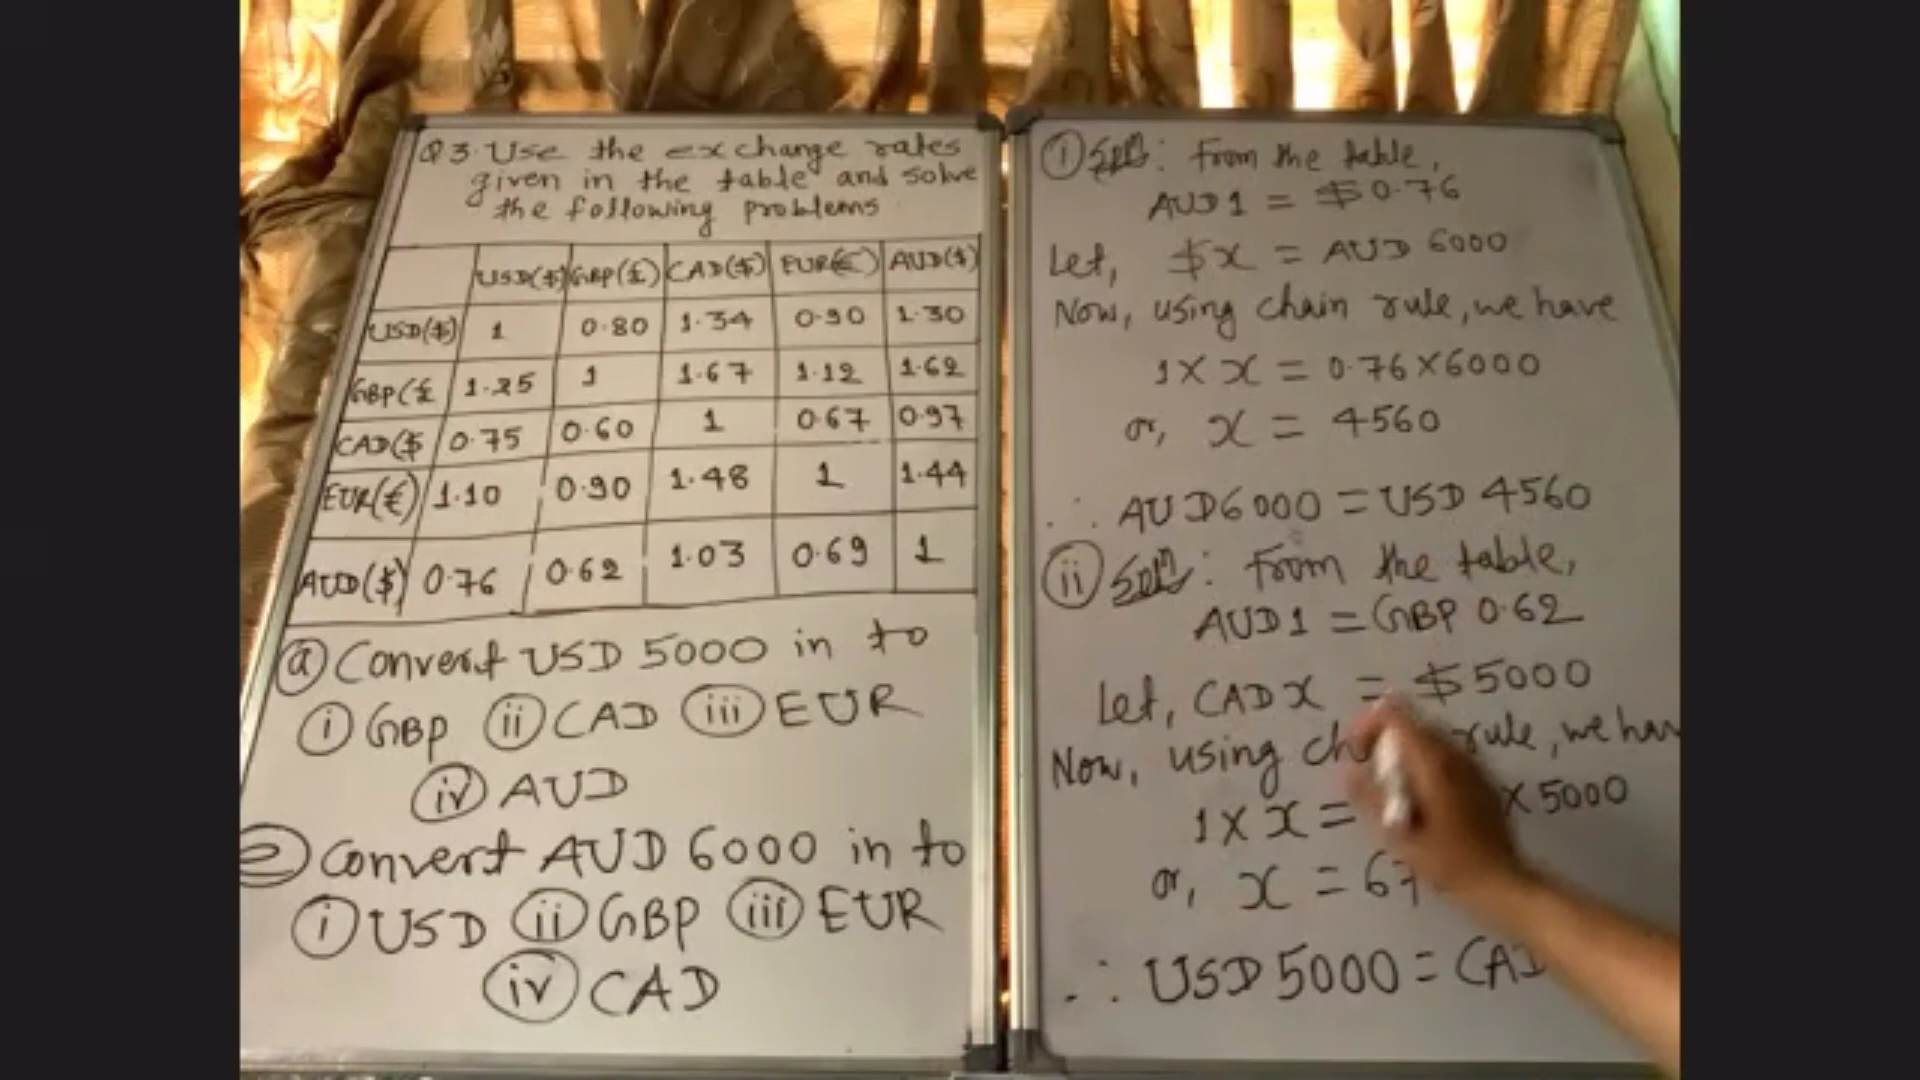 Q3. Use the exchange rates
given in the table and solve
the following problems
USD($) GBP(£) CAD($) EUR(€) AUD($)
USD($) 1 0.80 1.34 0.90 1.30
GBP(£ 1.25 1 1.67 1.12 1.62
CAD($ 0.75 0.60 1 0.67 0.97
EUR(€) 1.10 0.90 1.48 1 1.44
AUD($) 0.76 0.62 1.03 0.69 1
(a) Convert USD 5000 in to
(i) GBP (ii) CAD (iii) EUR
(iv) AUD
(e) Convert AUD 6000 in to
(i) USD (ii) GBP (iii) EUR
(iv) CAD
(i) Solⁿ: From the table,
AUD1 = $0.76
Let, $x = AUD 6000
Now, using chain rule, we have
1 × x = 0.76 × 6000
or, x = 4560
∴ AUD6000 = USD 4560
(ii) Solⁿ: From the table,
AUD1 = GBP 0.62
Let, CAD x = $5000
Now, using rule, we
1 × x = × 5000
or, x =
∴ USD 5000 =